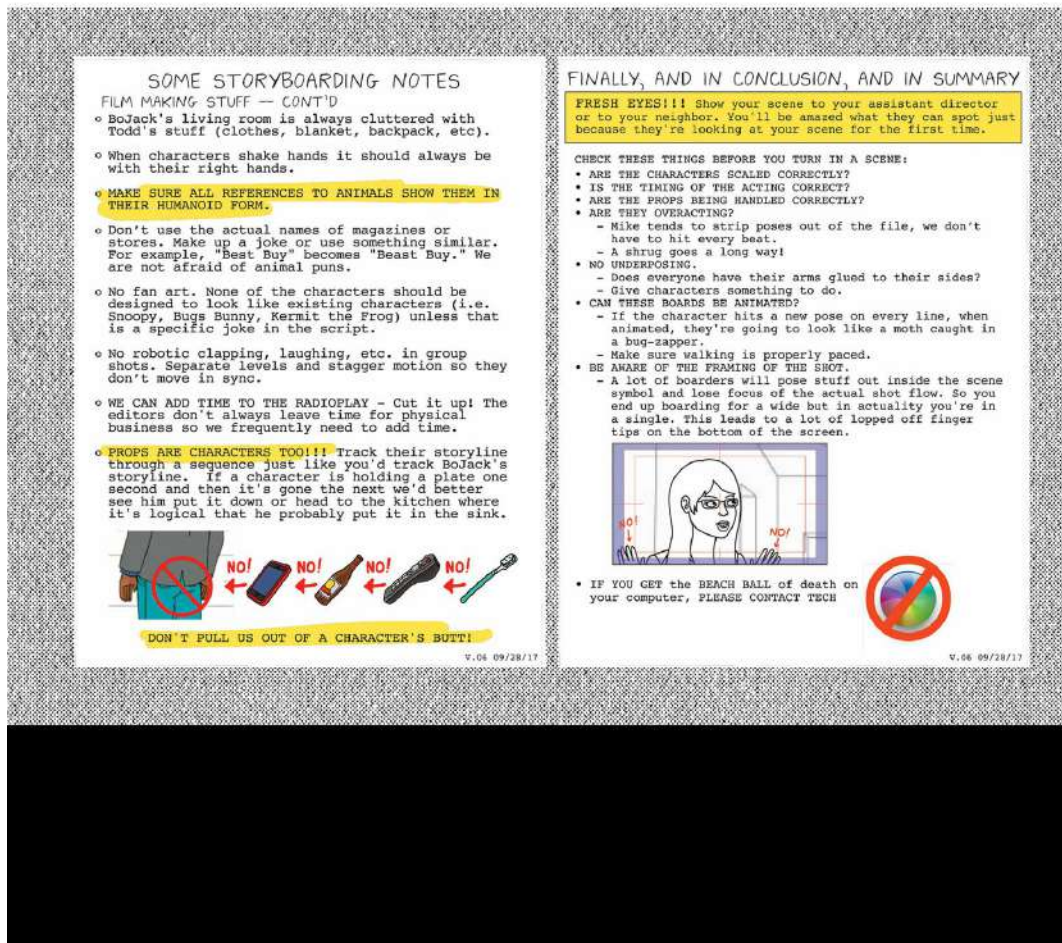 SOME STORYBOARDING NOTES
FILM MAKING STUFF -- CONT'D
o BoJack's living room is always cluttered with
Todd's stuff (clothes, blanket, backpack, etc).
o When characters shake hands it should always be
with their right hands.
o MAKE SURE ALL REFERENCES TO ANIMALS SHOW THEM IN
THEIR HUMANOID FORM.
o Don't use the actual names of magazines or
stores. Make up a joke or use something similar.
For example, "Best Buy" becomes "Beast Buy." We
are not afraid of animal puns.
o No fan art. None of the characters should be
designed to look like existing characters (i.e.
Snoopy, Bugs Bunny, Kermit the Frog) unless that
is a specific joke in the script.
o No robotic clapping, laughing, etc. in group
shots. Separate levels and stagger motion so they
don't move in sync.
o WE CAN ADD TIME TO THE RADIOPLAY - Cut it up! The
editors don't always leave time for physical
business so we frequently need to add time.
o PROPS ARE CHARACTERS TOO!!! Track their storyline
through a sequence just like you'd track BoJack's
storyline. If a character is holding a plate one
second and then it's gone the next we'd better
see him put it down or head to the kitchen where
it's logical that he probably put it in the sink.
NO! NO! NO! NO!
DON'T PULL US OUT OF A CHARACTER'S BUTT!
V.06 09/28/17
FINALLY, AND IN CONCLUSION, AND IN SUMMARY
FRESH EYES!!! Show your scene to your assistant director
or to your neighbor. You'll be amazed what they can spot just
because they're looking at your scene for the first time.
CHECK THESE THINGS BEFORE YOU TURN IN A SCENE:
• ARE THE CHARACTERS SCALED CORRECTLY?
• IS THE TIMING OF THE ACTING CORRECT?
• ARE THE PROPS BEING HANDLED CORRECTLY?
• ARE THEY OVERACTING?
- Mike tends to strip poses out of the file, we don't
have to hit every beat.
- A shrug goes a long way!
• NO UNDERPOSING.
- Does everyone have their arms glued to their sides?
- Give characters something to do.
• CAN THESE BOARDS BE ANIMATED?
- If the character hits a new pose on every line, when
animated, they're going to look like a moth caught in
a bug-zapper.
- Make sure walking is properly paced.
• BE AWARE OF THE FRAMING OF THE SHOT.
- A lot of boarders will pose stuff out inside the scene
symbol and lose focus of the actual shot flow. So you
end up boarding for a wide but in actuality you're in
a single. This leads to a lot of lopped off finger
tips on the bottom of the screen.
NO! NO!
• IF YOU GET the BEACH BALL of death on
your computer, PLEASE CONTACT TECH
V.06 09/28/17